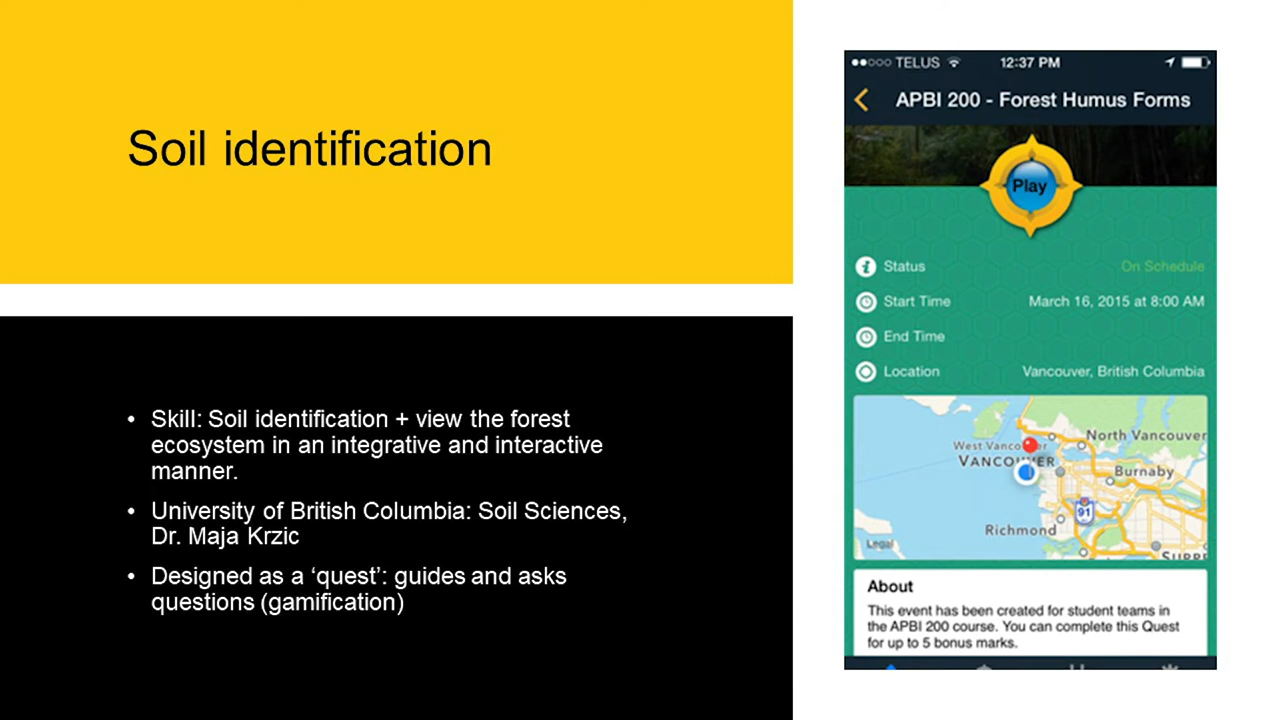 Soil identification
• Skill: Soil identification + view the forest
ecosystem in an integrative and interactive
manner.
• University of British Columbia: Soil Sciences,
Dr. Maja Krzic
• Designed as a ‘quest’: guides and asks
questions (gamification)
TELUS 12:37 PM
APBI 200 - Forest Humus Forms
Play
Status On Schedule
Start Time March 16, 2015 at 8:00 AM
End Time
Location Vancouver, British Columbia
North Vancouver
West Vancouver
VANCOUVER
Burnaby
91
Richmond
Legal
About
This event has been created for student teams in
the APBI 200 course. You can complete this Quest
for up to 5 bonus marks.